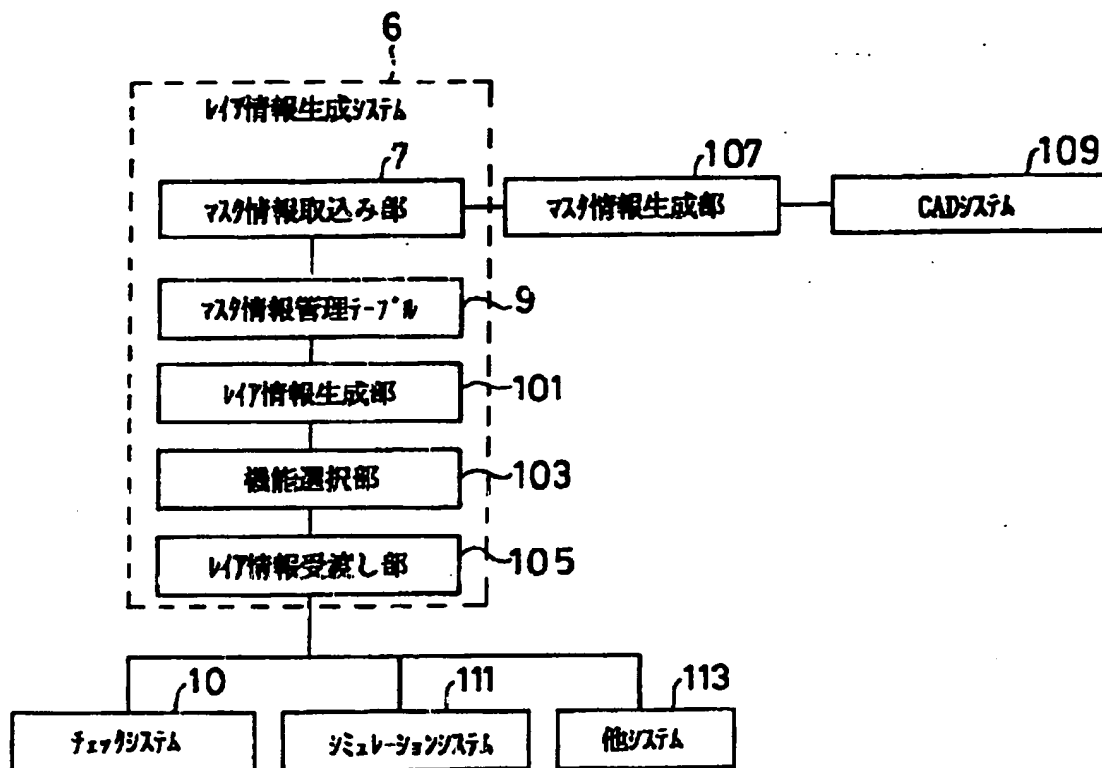 6
レイア情報生成システム
7
マスタ情報取込み部
107
マスタ情報生成部
109
CADシステム
マスタ情報管理テーブル
9
レイア情報生成部
101
機能選択部
103
レイア情報受渡し部
105
10
チェックシステム
111
シミュレーションシステム
113
他システム